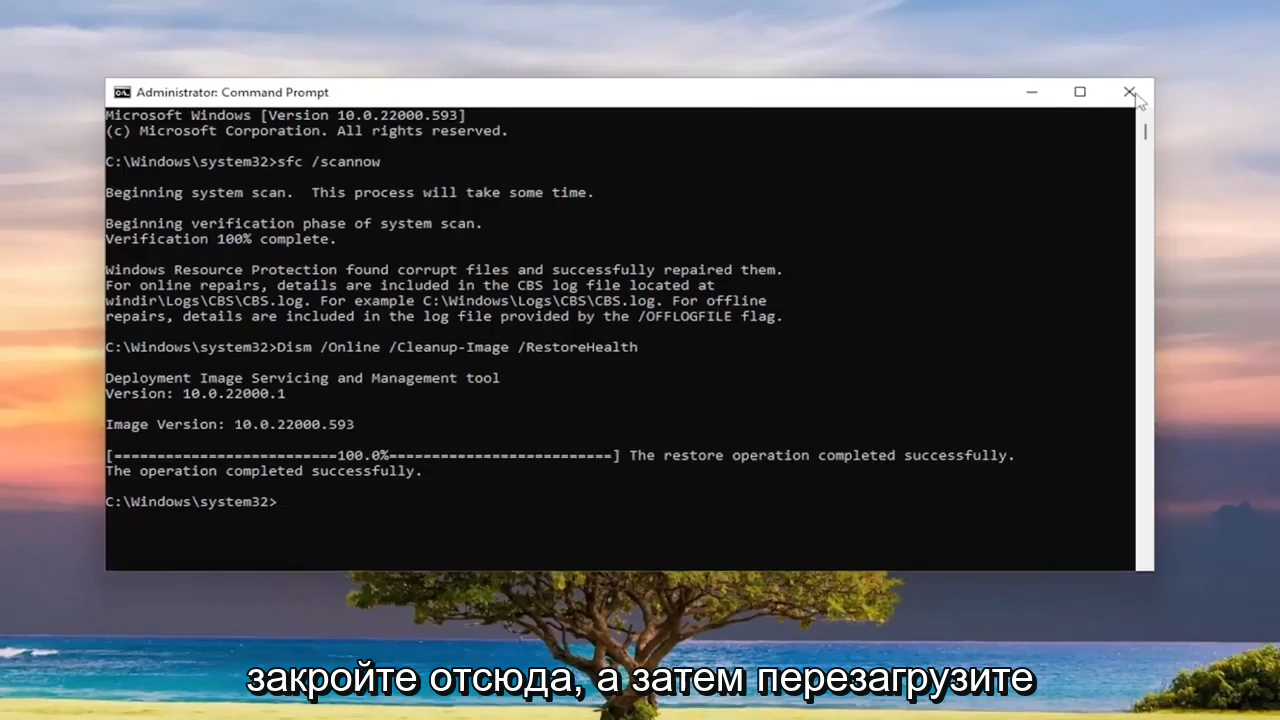 Administrator: Command Prompt
Microsoft Windows [Version 10.0.22000.593]
(c) Microsoft Corporation. All rights reserved.
C:\Windows\system32>sfc /scannow
Beginning system scan.  This process will take some time.
Beginning verification phase of system scan.
Verification 100% complete.
Windows Resource Protection found corrupt files and successfully repaired them.
For online repairs, details are included in the CBS log file located at
windir\Logs\CBS\CBS.log. For example C:\Windows\Logs\CBS\CBS.log. For offline
repairs, details are included in the log file provided by the /OFFLOGFILE flag.
C:\Windows\system32>Dism /Online /Cleanup-Image /RestoreHealth
Deployment Image Servicing and Management tool
Version: 10.0.22000.1
Image Version: 10.0.22000.593
[==========================100.0%==========================] The restore operation completed successfully.
The operation completed successfully.
C:\Windows\system32>
закройте отсюда, а затем перезагрузите